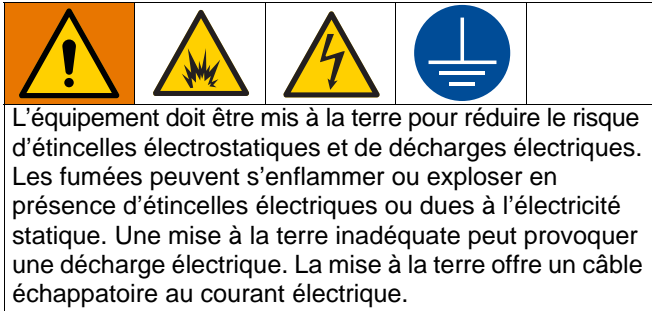 L'équipement doit être mis à la terre pour réduire le risque
d'étincelles électrostatiques et de décharges électriques.
Les fumées peuvent s'enflammer ou exploser en
présence d'étincelles électriques ou dues à l'électricité
statique. Une mise à la terre inadéquate peut provoquer
une décharge électrique. La mise à la terre offre un câble
échappatoire au courant électrique.